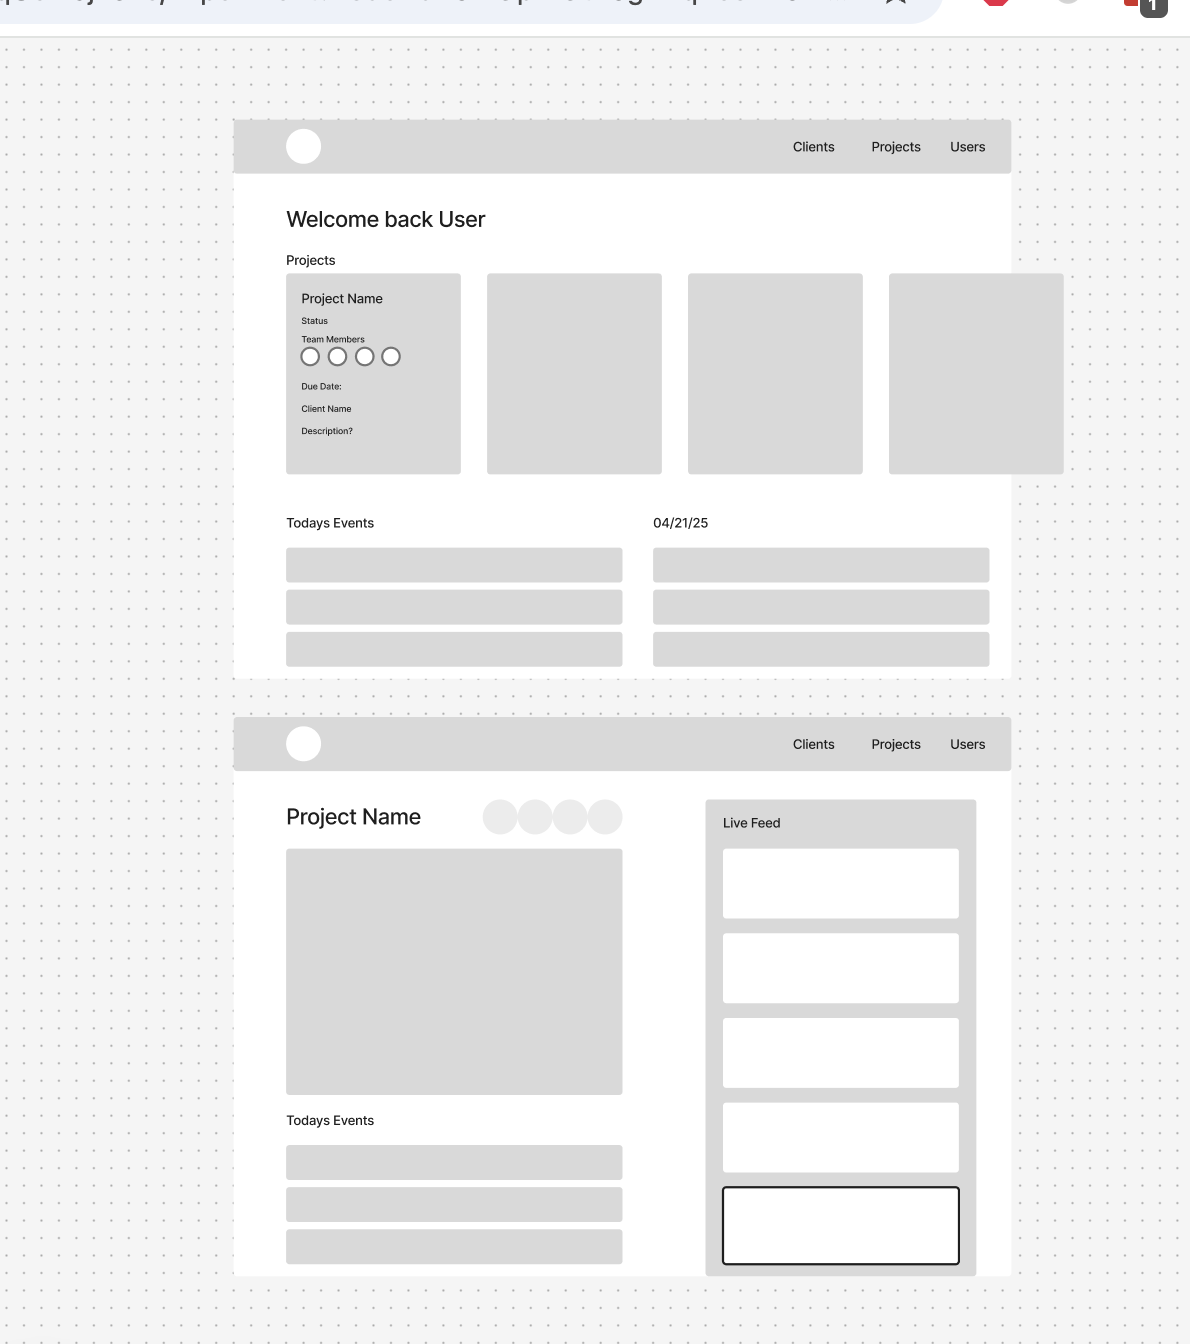 1
Clients Projects Users
Welcome back User
Projects
Project Name
Status
Team Members
Due Date:
Client Name
Description?
Todays Events 04/21/25
Clients Projects Users
Project Name
Live Feed
Todays Events